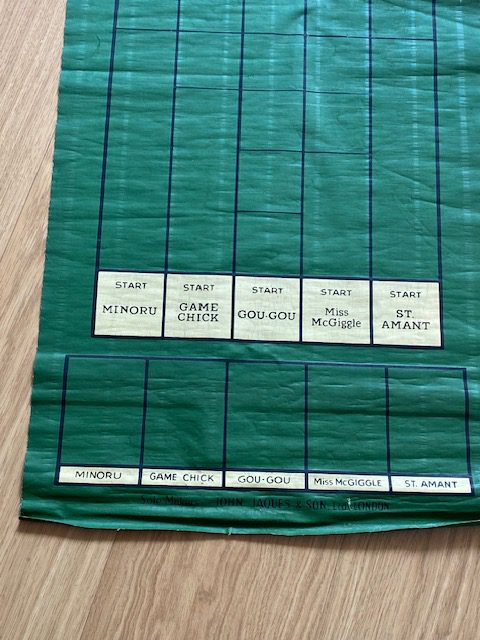 START START START START START
MINORU GAME CHICK GOU-GOU Miss McGiggle ST. AMANT
MINORU GAME CHICK GOU-GOU Miss McGIGGLE ST. AMANT
Sole Makers JOHN JAQUES & SON, Ltd. LONDON